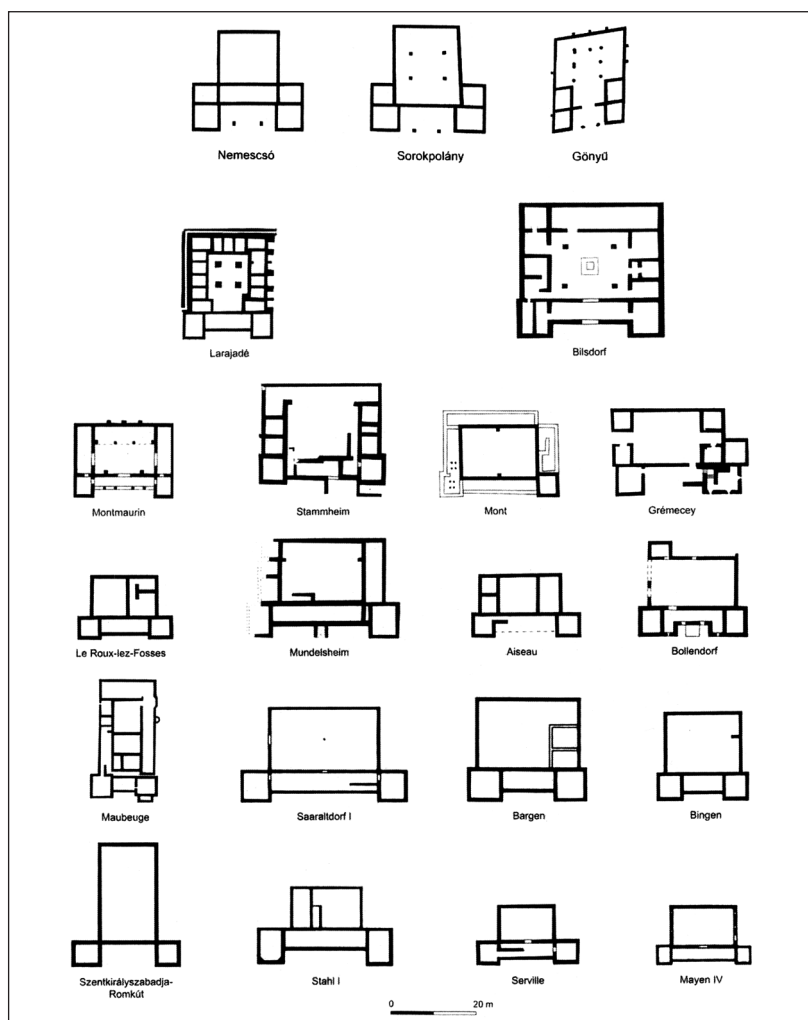 Nemescsó
Sorokpolány
Gönyű
Larajadé
Bilsdorf
Montmaurin
Stammheim
Mont
Grémecey
Le Roux-lez-Fosses
Mundelsheim
Aiseau
Bollendorf
Maubeuge
Saaraltdorf I
Bargen
Bingen
Szentkirályszabadja-
Romkút
Stahl I
Serville
Mayen IV
0 20 m